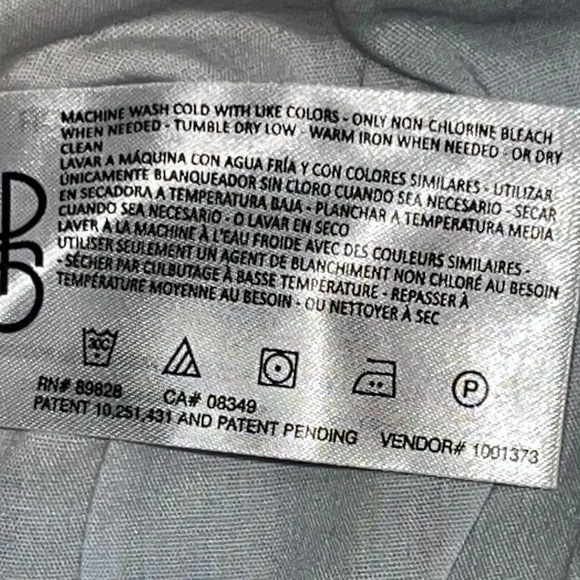 MACHINE WASH COLD WITH LIKE COLORS - ONLY NON-CHLORINE BLEACH
WHEN NEEDED - TUMBLE DRY LOW - WARM IRON WHEN NEEDED - OR DRY
CLEAN
LAVAR A MÁQUINA CON AGUA FRÍA Y CON COLORES SIMILARES - UTILIZAR
ÚNICAMENTE BLANQUEADOR SIN CLORO CUANDO SEA NECESARIO - SECAR
EN SECADORA A TEMPERATURA BAJA - PLANCHAR A TEMPERATURA MEDIA
CUANDO SEA NECESARIO - O LAVAR EN SECO
LAVER À LA MACHINE À L'EAU FROIDE AVEC DES COULEURS SIMILAIRES -
UTILISER SEULEMENT UN AGENT DE BLANCHIMENT NON CHLORÉ AU BESOIN
- SÉCHER PAR CULBUTAGE À BASSE TEMPÉRATURE - REPASSER À
TEMPÉRATURE MOYENNE AU BESOIN - OU NETTOYER À SEC
30C
P
RN# 89828 CA# 08349
PATENT 10,251,431 AND PATENT PENDING VENDOR# 1001373